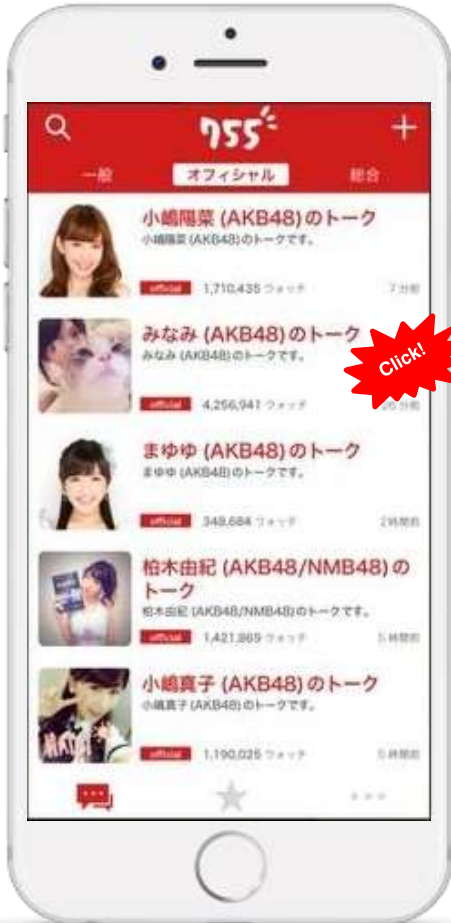 755
一般 オフィシャル 総合
小嶋陽菜 (AKB48)のトーク
小嶋陽菜 (AKB48)のトークです。
official 1,710,435 ウォッチ 7分前
みなみ (AKB48)のトーク
みなみ (AKB48)のトークです。
Click!
official 4,256,941 ウォッチ
まゆゆ (AKB48)のトーク
まゆゆ (AKB48)のトークです。
official 349,684 ウォッチ 2時間前
柏木由紀 (AKB48/NMB48)の
トーク
柏木由紀 (AKB48/NMB48)のトークです。
official 1,421,869 ウォッチ 5時間前
小嶋真子 (AKB48)のトーク
小嶋真子 (AKB48)のトークです。
official 1,190,025 ウォッチ 5時間前